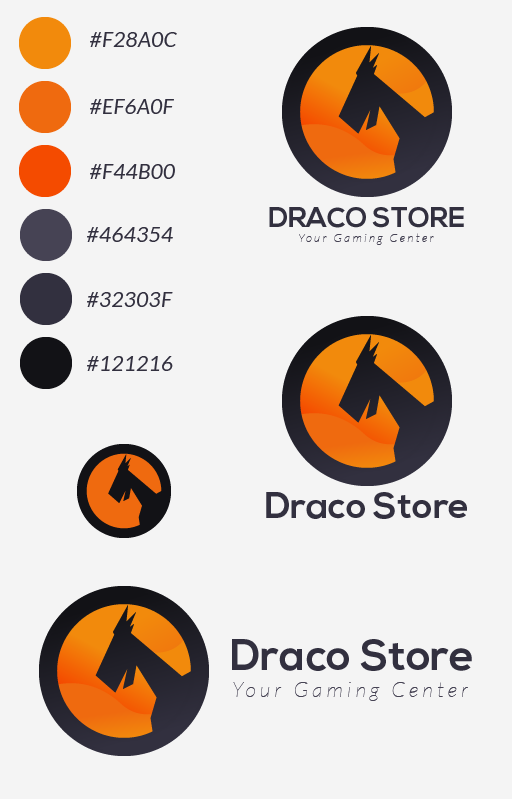 #F28A0C
#EF6A0F
#F44B00
#464354
#32303F
#121216
DRACO STORE
Your Gaming Center
Draco Store
Draco Store
Your Gaming Center